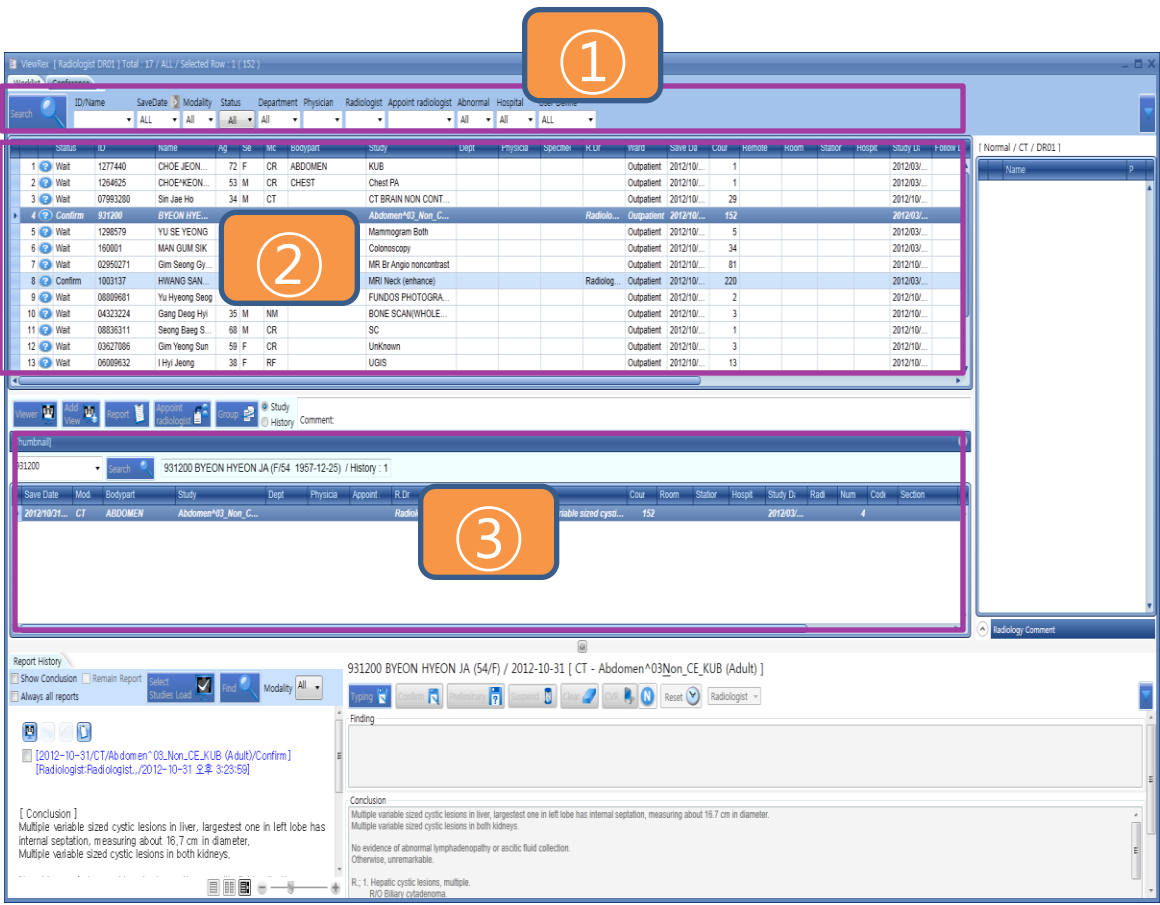 ①
ViewRex [ Radiologist DR01 ] Total : 17 / ALL / Selected Row : 1 ( 152 )
Worklist Conference
Search ID/Name SaveDate Modality Status Department Physician Radiologist Appoint radiologist Abnormal Hospital User Define
ALL All All All All All ALL
Status ID Name Ag Se Mc Bodypart Study Dept Physicia Specimer R.Dr Ward Save Da Cour Remote Room Station Hospit Study Da Follow
1 Wait 1277440 CHOE JEON... 72 F CR ABDOMEN KUB Outpatient 2012/10/... 1 2012/03/...
2 Wait 1264625 CHOE^KEON... 53 M CR CHEST Chest PA Outpatient 2012/10/... 1 2012/03/...
3 Wait 07993280 Sin Jae Ho 34 M CT CT BRAIN NON CONT... Outpatient 2012/10/... 29 2012/10/...
4 Confirm 931200 BYEON HYE... Abdomen^03_Non_C... Radiolo... Outpatient 2012/10/... 152 2012/03/...
5 Wait 1298579 YU SE YEONG Mammogram Both Outpatient 2012/10/... 5 2012/03/...
6 Wait 160001 MAN GUM SIK Colonoscopy Outpatient 2012/10/... 34 2012/03/...
7 Wait 02950271 Gim Seong Gy... MR Br Angio noncontrast Outpatient 2012/10/... 81 2012/10/...
8 Confirm 1003137 HWANG SAN... MRI Neck (enhance) Radiolog... Outpatient 2012/10/... 220 2012/03/...
9 Wait 08809681 Yu Hyeong Seog FUNDOS PHOTOGRA... Outpatient 2012/10/... 2 2012/10/...
10 Wait 04323224 Gang Deog Hyi 35 M NM BONE SCAN(WHOLE... Outpatient 2012/10/... 3 2012/10/...
11 Wait 08836311 Seong Baeg S... 68 M CR SC Outpatient 2012/10/... 1 2012/10/...
12 Wait 03627086 Gim Yeong Sun 59 F CR UnKnown Outpatient 2012/10/... 3 2012/10/...
13 Wait 06009632 I Hyi Jeong 38 F RF UGIS Outpatient 2012/10/... 13 2012/10/...
②
[ Normal / CT / DR01 ]
Name P
Viewer Add View Report Appoint radiologist Group Study
History Comment:
humbnail]
931200 Search 931200 BYEON HYEON JA (F/54 1957-12-25) / History : 1
Save Date Mod Bodypart Study Dept Physicia Appoint R.Dr Cour Room Station Hospit Study Da Radi Num Code Section
2012/10/31... CT ABDOMEN Abdomen^03_Non_C... Radiol riable sized cysti... 152 2012/03/... 4
③
Radiology Comment
Report History
Show Conclusion Remain Report Select Studies Load Find Modality All
Always all reports
[2012-10-31/CT/Abdomen^03_Non_CE_KUB (Adult)/Confirm]
[Radiologist:Radiologist,,/2012-10-31 오후 3:23:59]
[ Conclusion ]
Multiple variable sized cystic lesions in liver, largestest one in left lobe has
internal septation, measuring about 16,7 cm in diameter,
Multiple variable sized cystic lesions in both kidneys,
931200 BYEON HYEON JA (54/F) / 2012-10-31 [ CT - Abdomen^03Non_CE_KUB (Adult) ]
Typing Confirm Preliminary Suspend Clear CVR N Reset Radiologist
Finding
Conclusion
Multiple variable sized cystic lesions in liver, largestest one in left lobe has internal septation, measuring about 16.7 cm in diameter.
Multiple variable sized cystic lesions in both kidneys.
No evidence of abnormal lymphadenopathy or ascitic fluid collection.
Otherwise, unremarkable.
R.; 1. Hepatic cystic lesions, multiple.
R/O Biliary cytadenoma.